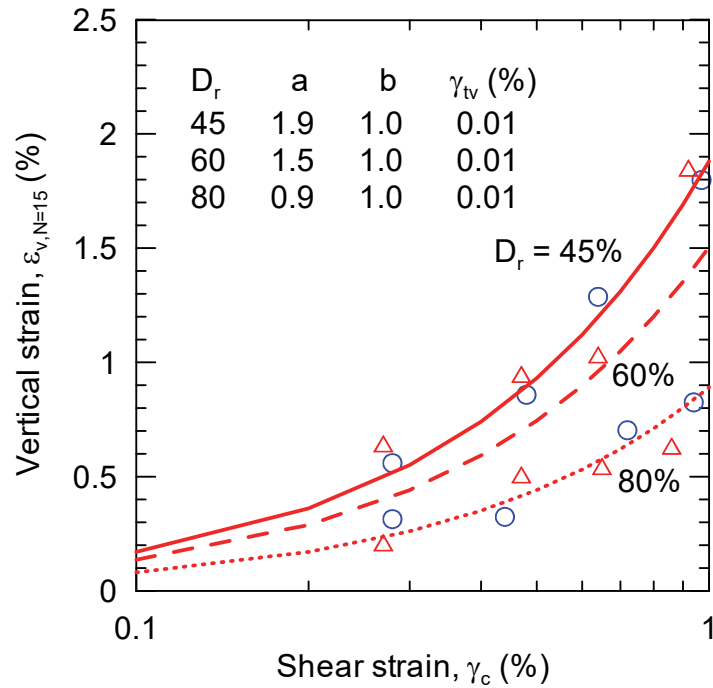 2.5
2
1.5
1
0.5
0
Vertical strain, ε_v,N=15 (%)
D_r a b γ_tv (%)
45 1.9 1.0 0.01
60 1.5 1.0 0.01
80 0.9 1.0 0.01
D_r = 45%
60%
80%
0.1 1
Shear strain, γ_c (%)